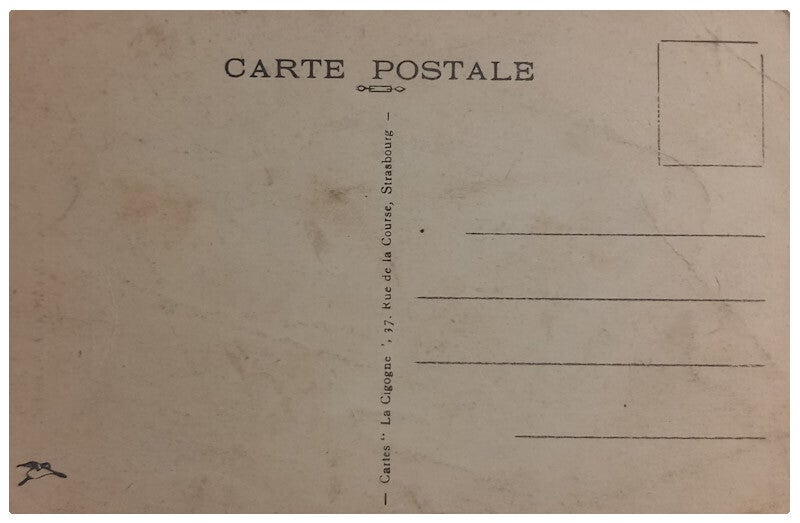 CARTE POSTALE
— Cartes “ La Cigogne ’, 37. Rue de la Course, Strasbourg —